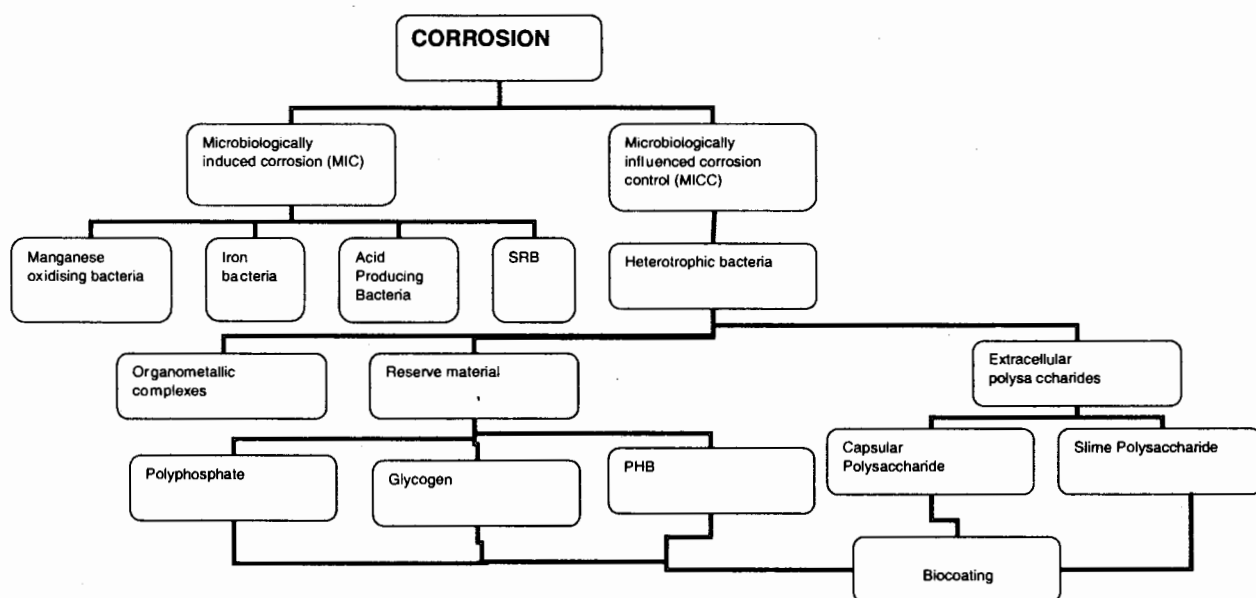 CORROSION
Microbiologically
induced corrosion (MIC)
Microbiologically
influenced corrosion
control (MICC)
Manganese
oxidising bacteria
Iron
bacteria
Acid
Producing
Bacteria
SRB
Heterotrophic bacteria
Organometallic
complexes
Reserve material
Extracellular
polysa ccharides
Polyphosphate
Glycogen
PHB
Capsular
Polysaccharide
Slime Polysaccharide
Biocoating